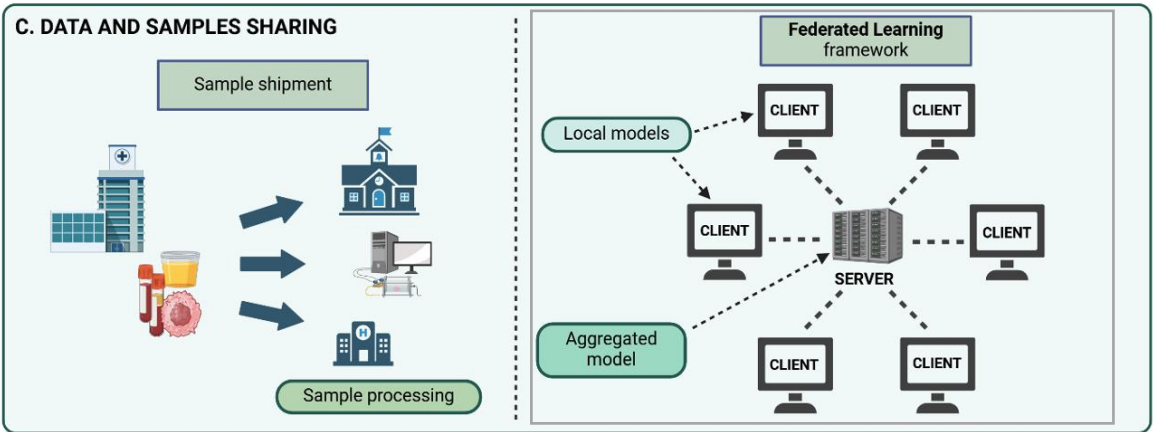 C. DATA AND SAMPLES SHARING
Sample shipment
H
Sample processing
Federated Learning
framework
Local models
CLIENT
CLIENT
CLIENT
CLIENT
SERVER
Aggregated
model
CLIENT
CLIENT